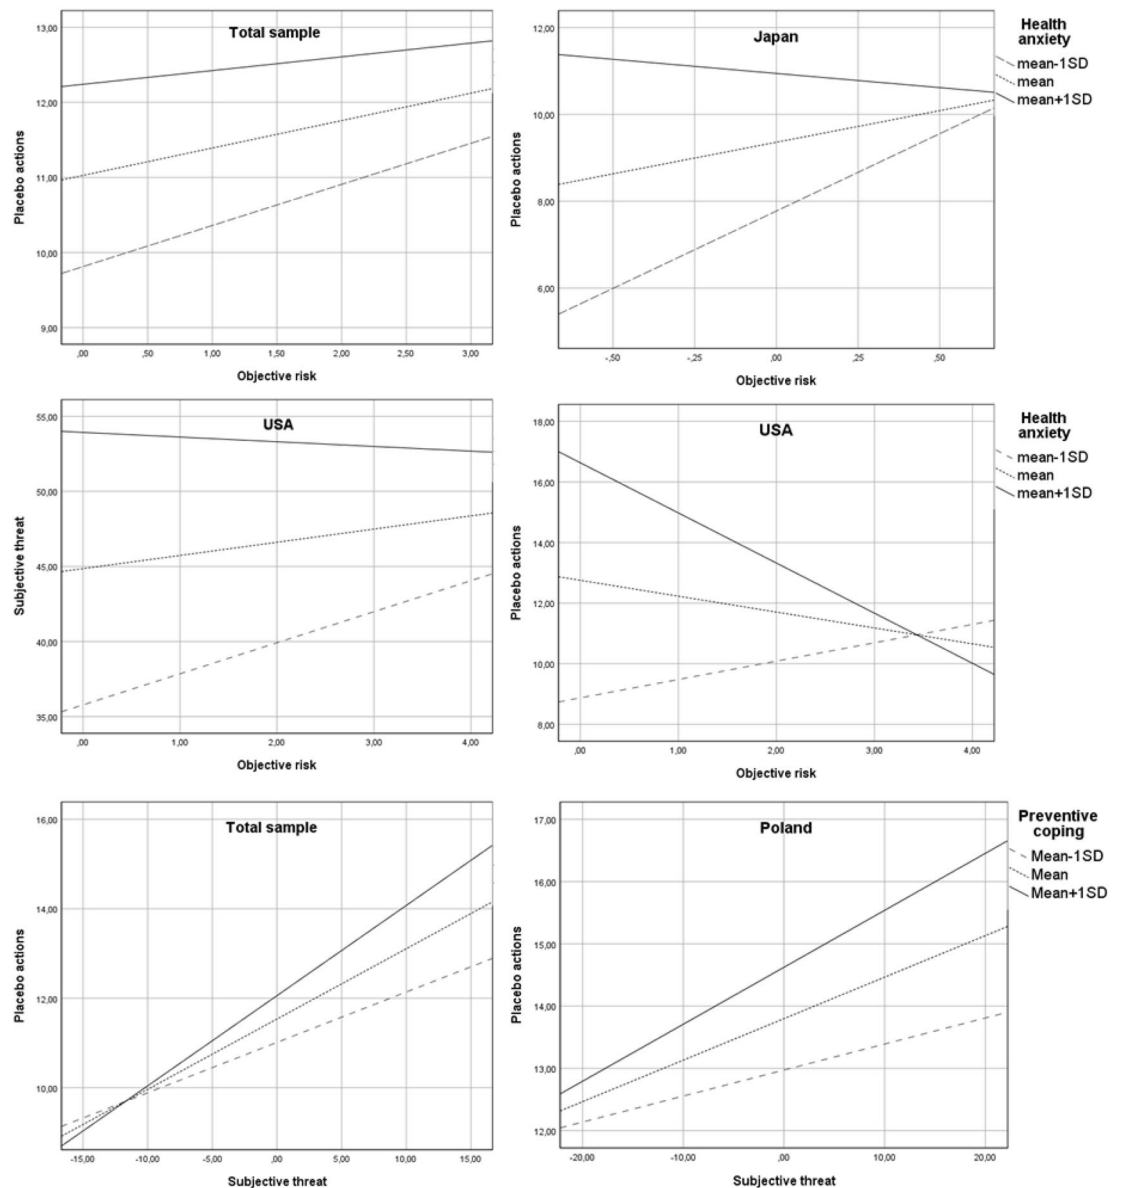 Total sample
13,00
12,00
11,00
10,00
9,00
Placebo actions
,00 ,50 1,00 1,50 2,00 2,50 3,00
Objective risk
Japan
12,00
10,00
8,00
6,00
Placebo actions
-,50 -,25 ,00 ,25 ,50
Objective risk
Health
anxiety
mean-1SD
mean
mean+1SD
USA
55,00
50,00
45,00
40,00
35,00
Subjective threat
,00 1,00 2,00 3,00 4,00
Objective risk
USA
18,00
16,00
14,00
12,00
10,00
8,00
Placebo actions
,00 1,00 2,00 3,00 4,00
Objective risk
Health
anxiety
mean-1SD
mean
mean+1SD
Total sample
16,00
14,00
12,00
10,00
Placebo actions
-15,00 -10,00 -5,00 ,00 5,00 10,00 15,00
Subjective threat
Poland
17,00
16,00
15,00
14,00
13,00
12,00
Placebo actions
-20,00 -10,00 ,00 10,00 20,00
Subjective threat
Preventive
coping
Mean-1SD
Mean
Mean+1SD